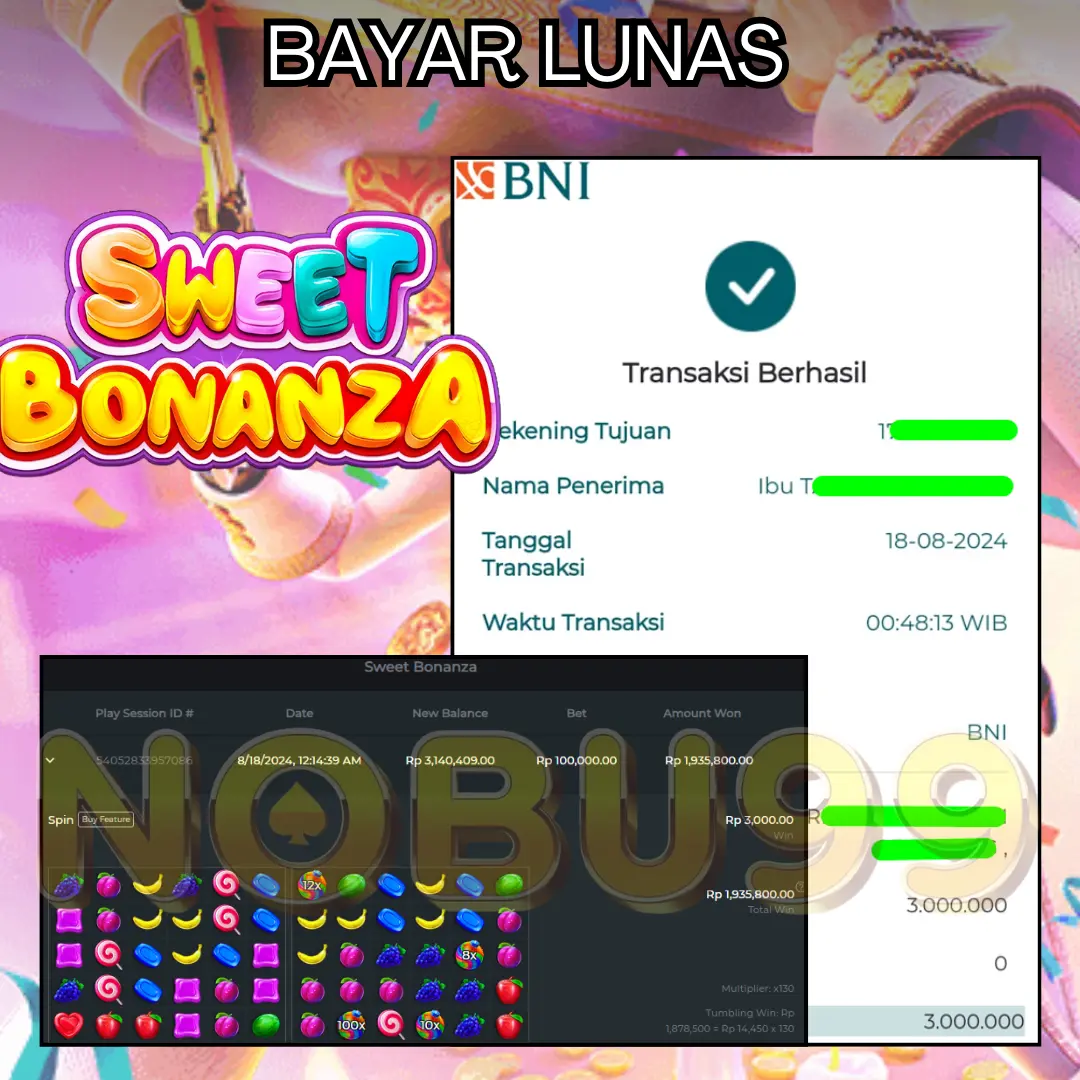 BAYAR LUNAS
BNI
SWEET
BONANZA
Transaksi Berhasil
ekening Tujuan 17
Nama Penerima Ibu T
Tanggal
Transaksi 18-08-2024
Waktu Transaksi 00:48:13 WIB
BNI
R
,
3.000.000
0
3.000.000
Sweet Bonanza
Play Session ID # Date New Balance Bet Amount Won
54052833957086 8/18/2024, 12:14:39 AM Rp 3,140,409.00 Rp 100,000.00 Rp 1,935,800.00
Spin Buy Feature Rp 3,000.00
Win
Rp 1,935,800.00
Total Win
12x
8x
100x 10x
Multiplier: x130
Tumbling Win: Rp
1,878,500 = Rp 14,450 x 130
NOBU99